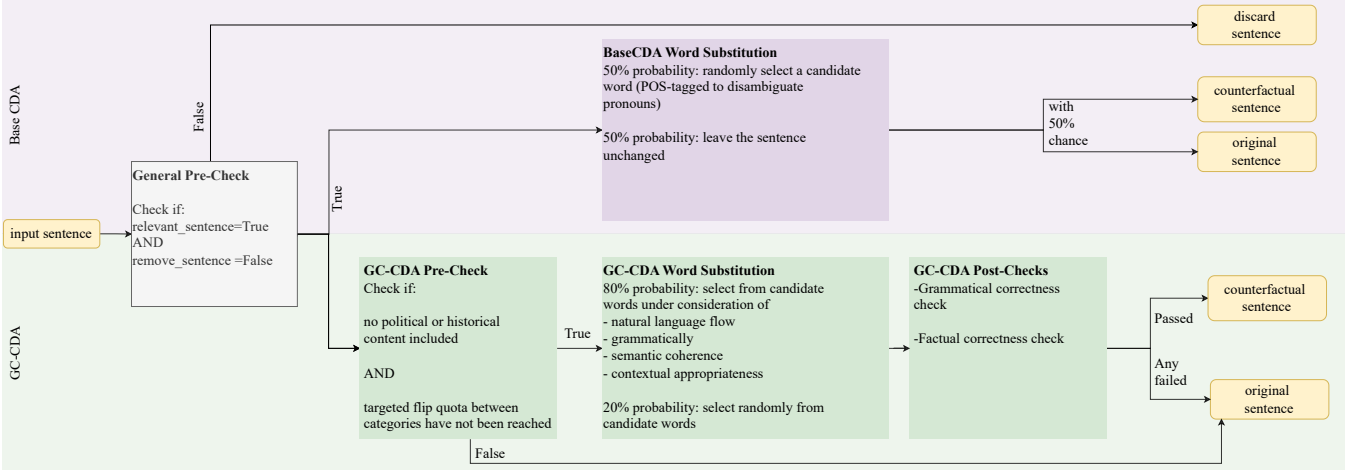 discard
sentence
Base CDA
False
BaseCDA Word Substitution
50% probability: randomly select a candidate
word (POS-tagged to disambiguate
pronouns)
50% probability: leave the sentence
unchanged
with
50%
chance
counterfactual
sentence
original
sentence
General Pre-Check
Check if:
relevant_sentence=True
AND
remove_sentence =False
input sentence
True
GC-CDA
GC-CDA Pre-Check
Check if:
no political or historical
content included
AND
targeted flip quota between
categories have not been reached
True
False
GC-CDA Word Substitution
80% probability: select from candidate
words under consideration of
- natural language flow
- grammatically
- semantic coherence
- contextual appropriateness
20% probability: select randomly from
candidate words
GC-CDA Post-Checks
-Grammatical correctness
check
-Factual correctness check
Passed
Any
failed
counterfactual
sentence
original
sentence